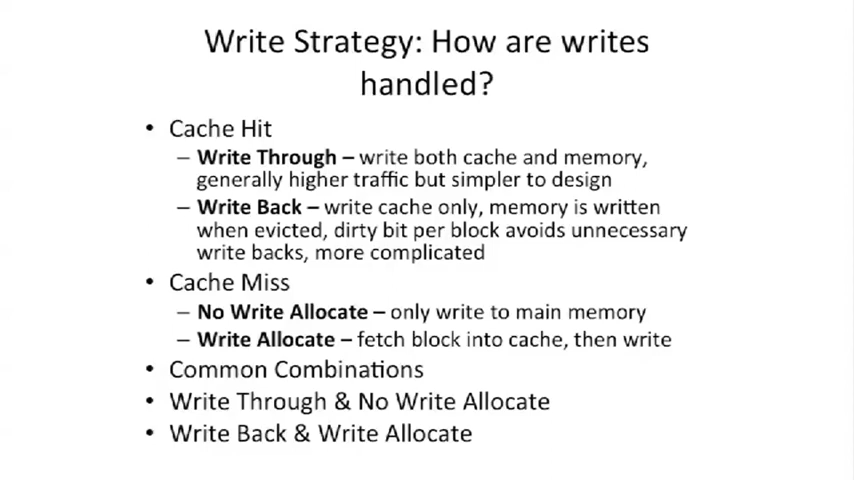 Write Strategy: How are writes
handled?
• Cache Hit
– Write Through – write both cache and memory,
generally higher traffic but simpler to design
– Write Back – write cache only, memory is written
when evicted, dirty bit per block avoids unnecessary
write backs, more complicated
• Cache Miss
– No Write Allocate – only write to main memory
– Write Allocate – fetch block into cache, then write
• Common Combinations
• Write Through & No Write Allocate
• Write Back & Write Allocate